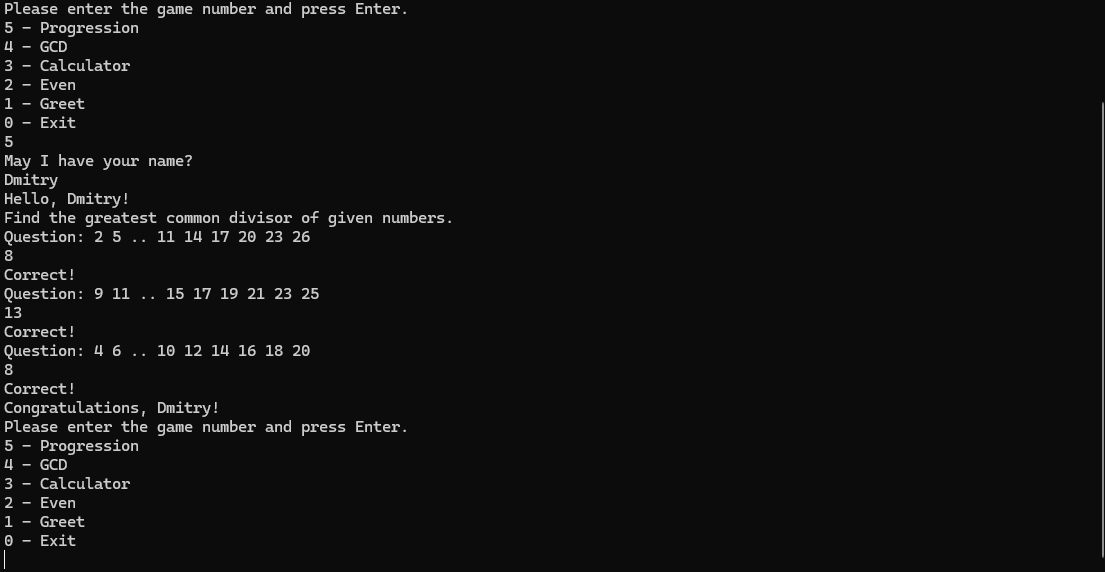 Please enter the game number and press Enter.
5 – Progression
4 – GCD
3 – Calculator
2 – Even
1 – Greet
0 – Exit
5
May I have your name?
Dmitry
Hello, Dmitry!
Find the greatest common divisor of given numbers.
Question: 2 5 .. 11 14 17 20 23 26
8
Correct!
Question: 9 11 .. 15 17 19 21 23 25
13
Correct!
Question: 4 6 .. 10 12 14 16 18 20
8
Correct!
Congratulations, Dmitry!
Please enter the game number and press Enter.
5 – Progression
4 – GCD
3 – Calculator
2 – Even
1 – Greet
0 – Exit